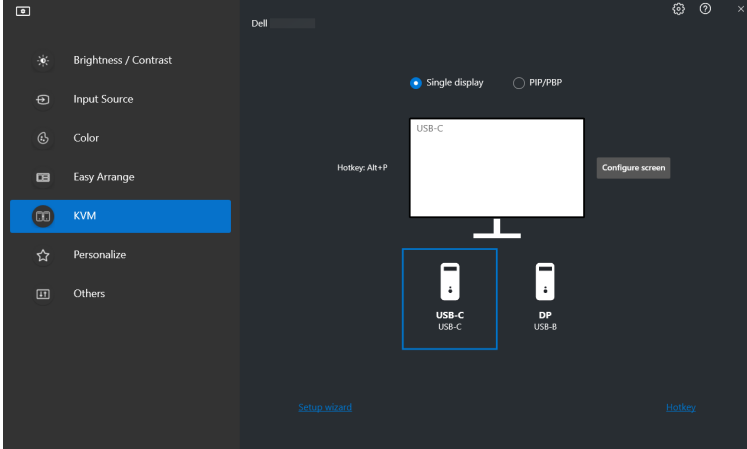 Dell
Brightness / Contrast
Input Source
Color
Easy Arrange
KVM
Personalize
Others
Single display
PIP/PBP
USB-C
Hotkey: Alt+P
Configure screen
USB-C
USB-C
DP
USB-B
Setup wizard
Hotkey